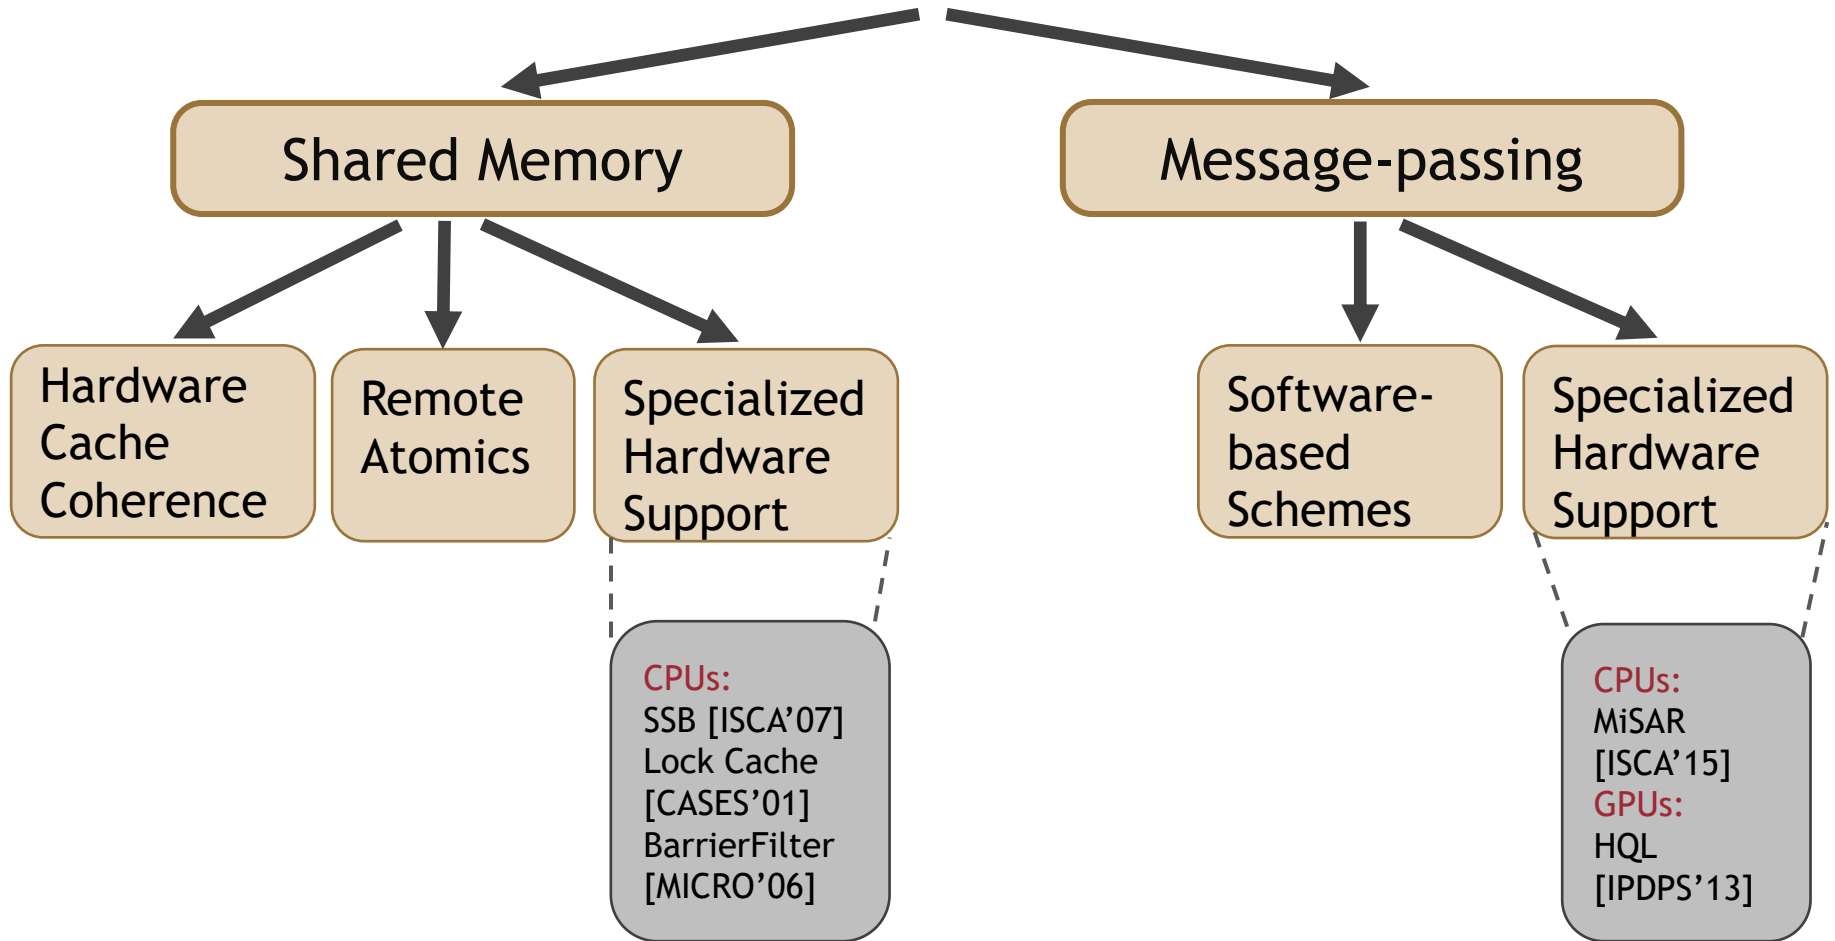 Shared Memory
Message-passing
Hardware
Cache
Coherence
Remote
Atomics
Specialized
Hardware
Support
Software-
based
Schemes
Specialized
Hardware
Support
CPUs:
SSB [ISCA’07]
Lock Cache
[CASES’01]
BarrierFilter
[MICRO’06]
CPUs:
MiSAR
[ISCA’15]
GPUs:
HQL
[IPDPS’13]